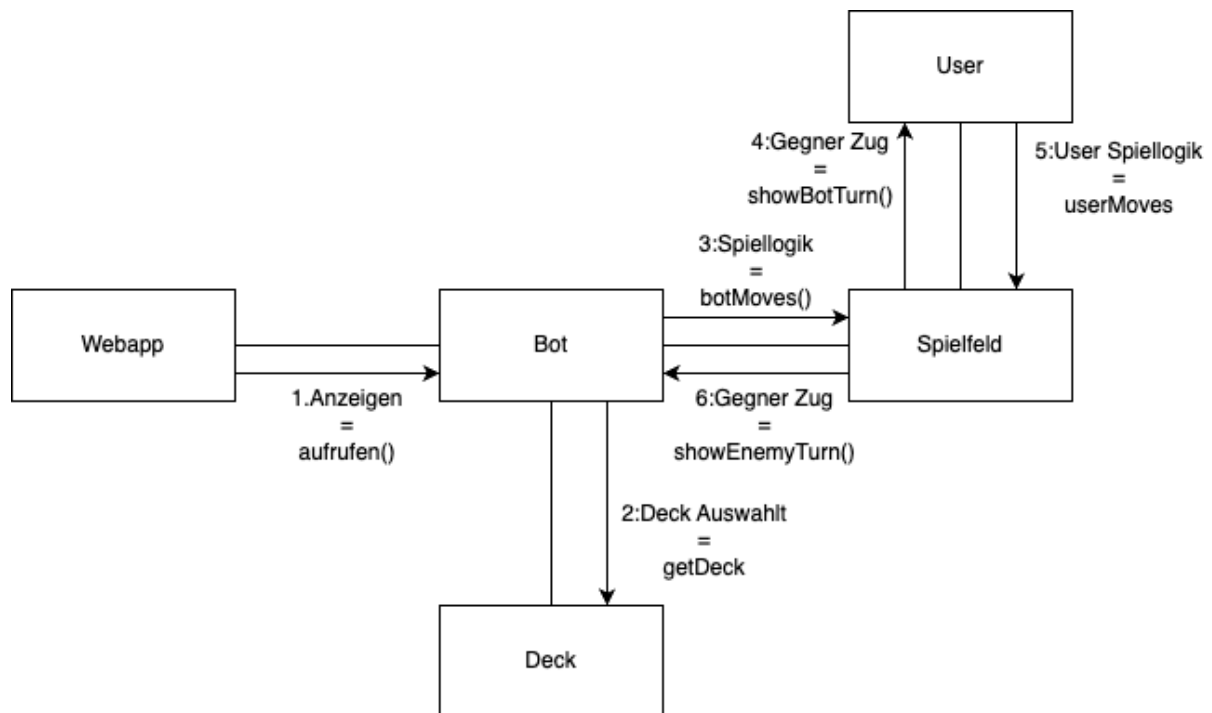 User
4:Gegner Zug
=
showBotTurn()
5:User Spiellogik
=
userMoves
3:Spiellogik
=
botMoves()
Webapp
Bot
Spielfeld
1.Anzeigen
=
aufrufen()
6:Gegner Zug
=
showEnemyTurn()
2:Deck Auswahlt
=
getDeck
Deck